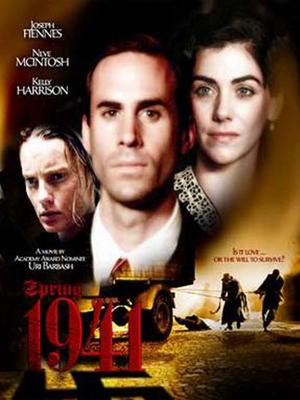 JOSEPH
FIENNES
NEVE
MCINTOSH
KELLY
HARRISON
A MOVIE BY
ACADEMY AWARD NOMINEE
URI BARBASH
IS IT LOVE ...
OR THE WILL TO SURVIVE?
Spring
1941